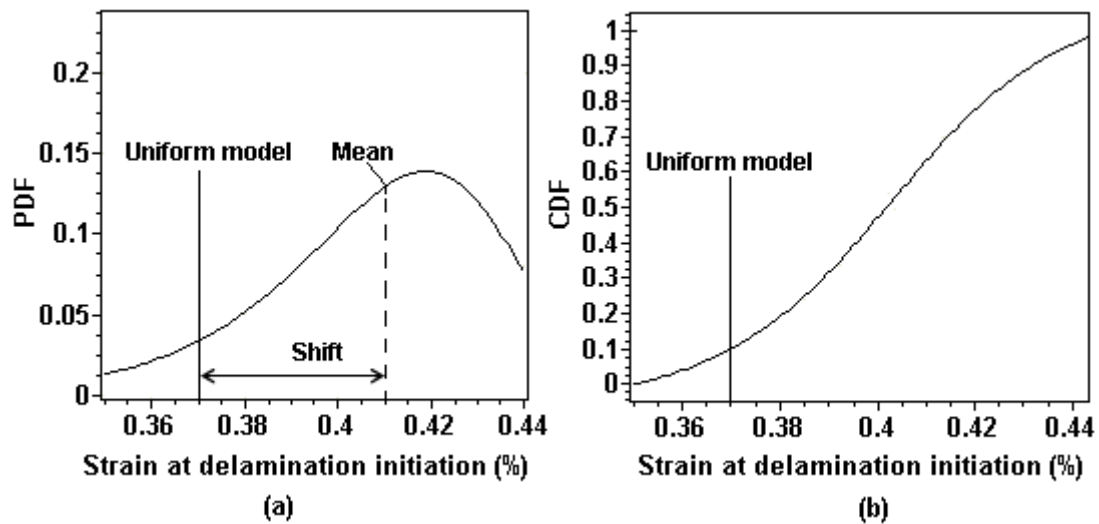 PDF
0.2
0.15
0.1
0.05
0
Uniform model
Mean
Shift
0.36
0.38
0.4
0.42
0.44
Strain at delamination initiation (%)
(a)
CDF
1
0.9
0.8
0.7
0.6
0.5
0.4
0.3
0.2
0.1
0
Uniform model
0.36
0.38
0.4
0.42
0.44
Strain at delamination initiation (%)
(b)